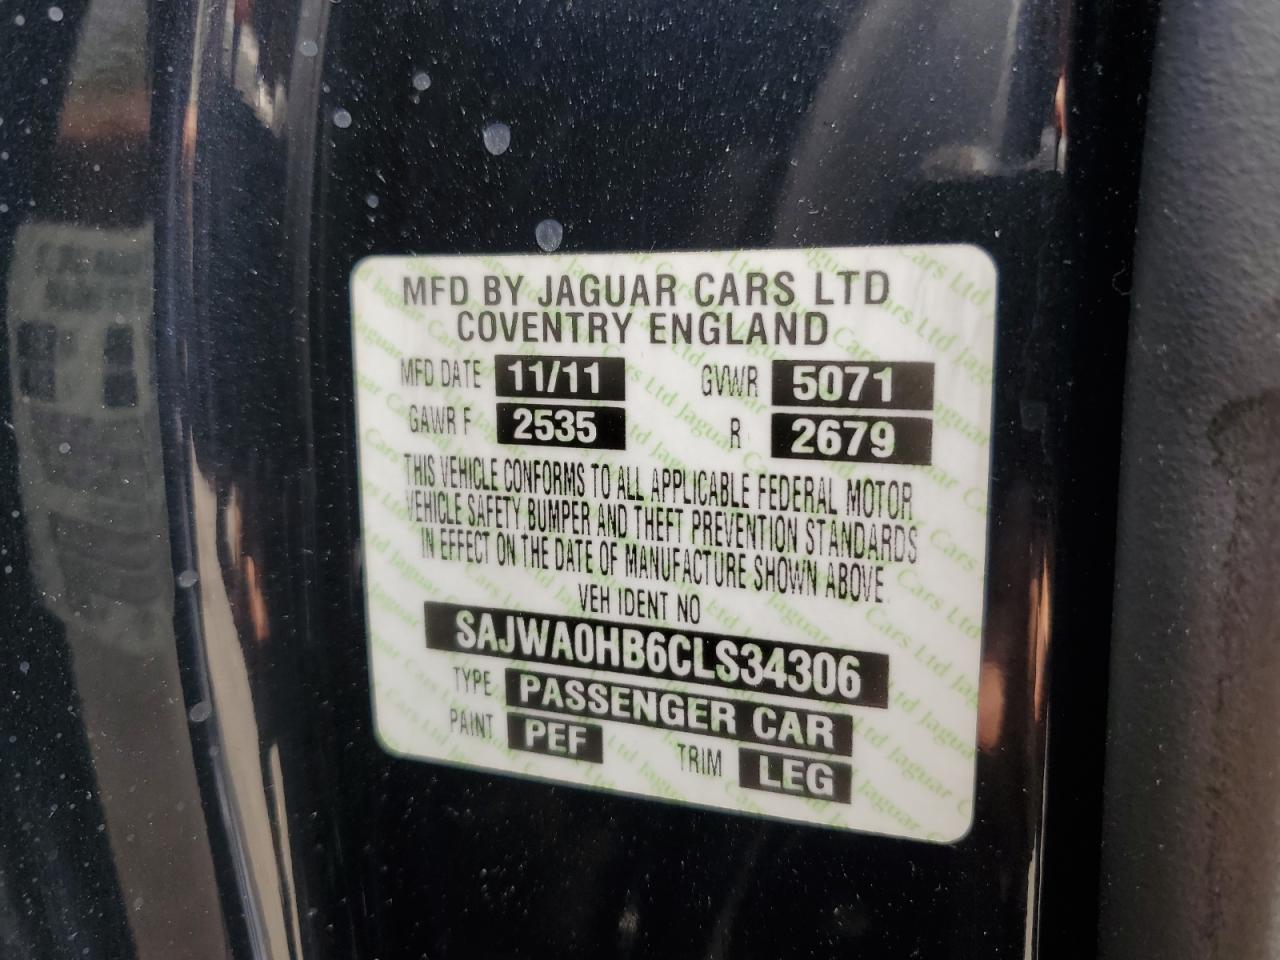 MFD BY JAGUAR CARS LTD
COVENTRY ENGLAND
MFD DATE 11/11 GVWR 5071
GAWR F 2535 R 2679
THIS VEHICLE CONFORMS TO ALL APPLICABLE FEDERAL MOTOR
VEHICLE SAFETY, BUMPER AND THEFT PREVENTION STANDARDS
IN EFFECT ON THE DATE OF MANUFACTURE SHOWN ABOVE.
VEH IDENT NO
SAJWA0HB6CLS34306
TYPE PASSENGER CAR
PAINT PEF TRIM LEG